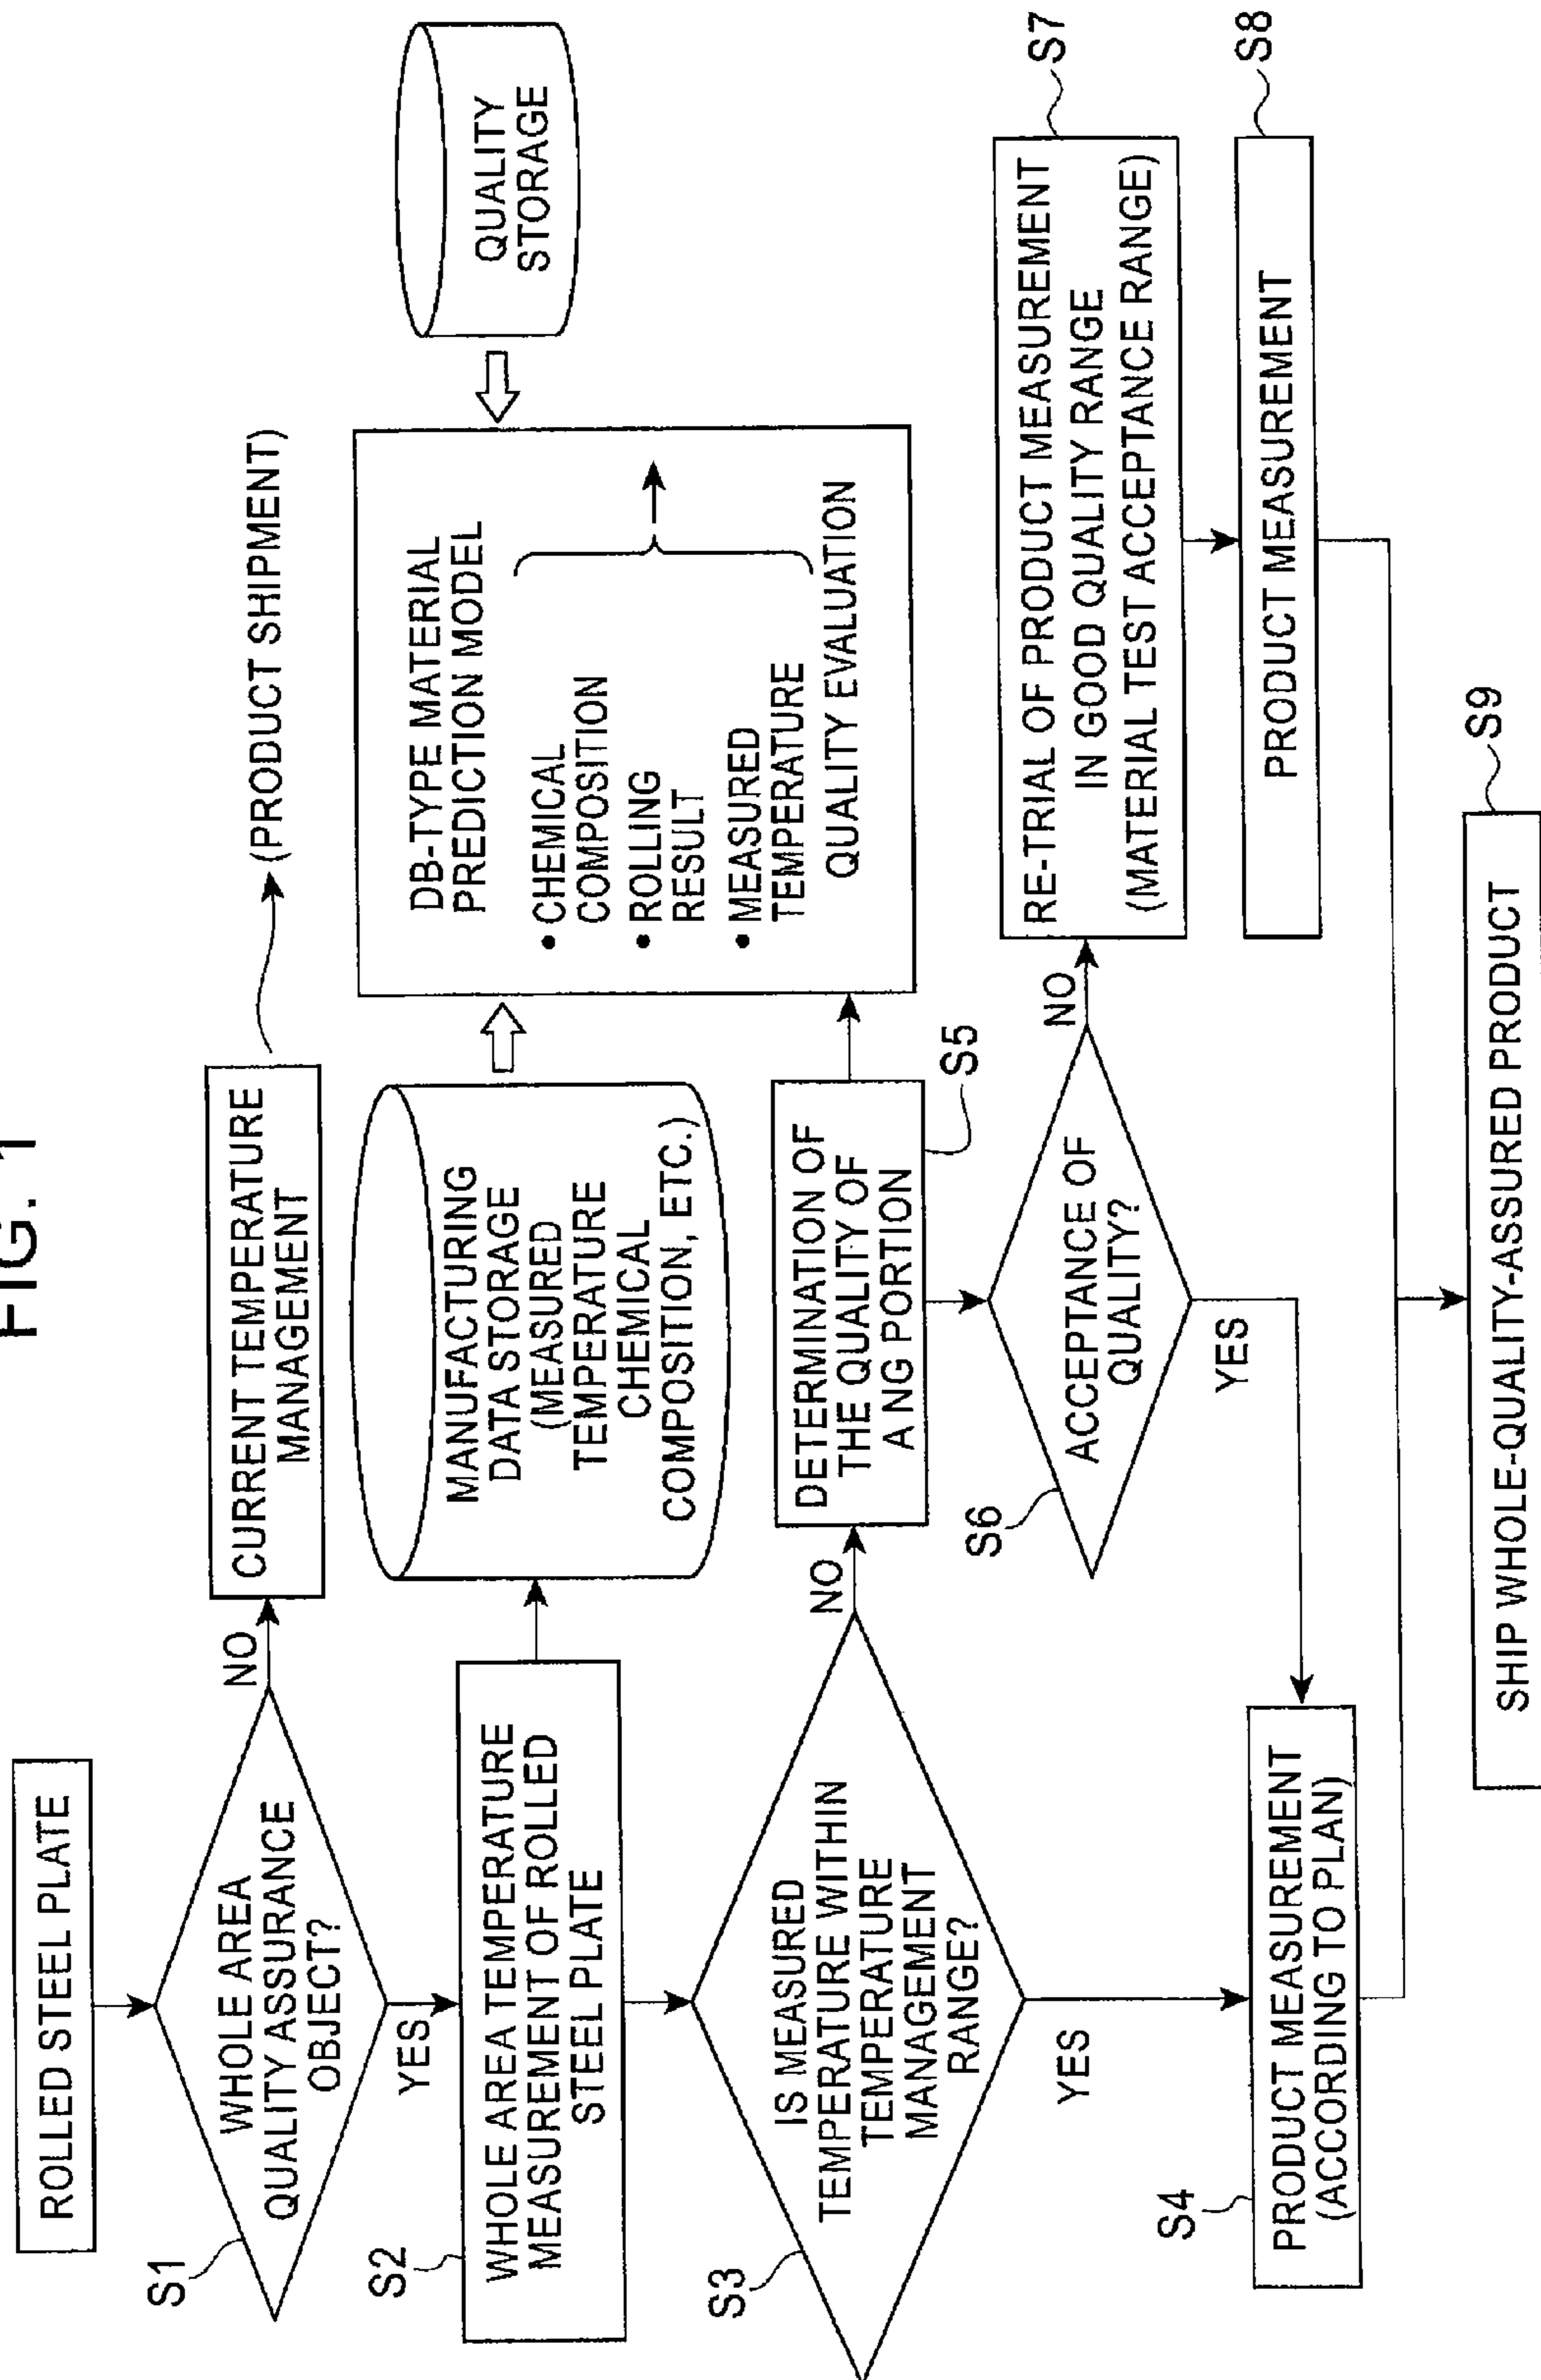 FIG. 1
ROLLED STEEL PLATE
S1
WHOLE AREA
QUALITY ASSURANCE
OBJECT?
NO
YES
CURRENT TEMPERATURE
MANAGEMENT
(PRODUCT SHIPMENT)
S2
WHOLE AREA TEMPERATURE
MEASUREMENT OF ROLLED
STEEL PLATE
MANUFACTURING
DATA STORAGE
(MEASURED
TEMPERATURE
CHEMICAL
COMPOSITION, ETC.)
DB-TYPE MATERIAL
PREDICTION MODEL
• CHEMICAL
COMPOSITION
• ROLLING
RESULT
• MEASURED
TEMPERATURE
QUALITY EVALUATION
QUALITY
STORAGE
S3
IS MEASURED
TEMPERATURE WITHIN
TEMPERATURE
MANAGEMENT
RANGE?
NO
YES
DETERMINATION OF
THE QUALITY OF
A NG PORTION
S5
S6
ACCEPTANCE OF
QUALITY?
NO
YES
RE-TRIAL OF PRODUCT MEASUREMENT
IN GOOD QUALITY RANGE
(MATERIAL TEST ACCEPTANCE RANGE)
S7
S4
PRODUCT MEASUREMENT
(ACCORDING TO PLAN)
PRODUCT MEASUREMENT
S8
SHIP WHOLE-QUALITY-ASSURED PRODUCT
S9